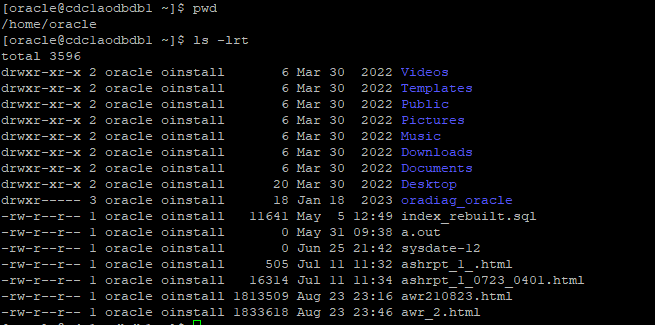 [oracle@cdc1aodbdb1 ~]$ pwd
/home/oracle
[oracle@cdc1aodbdb1 ~]$ ls -lrt
total 3596
drwxr-xr-x 2 oracle oinstall       6 Mar 30  2022 Videos
drwxr-xr-x 2 oracle oinstall       6 Mar 30  2022 Templates
drwxr-xr-x 2 oracle oinstall       6 Mar 30  2022 Public
drwxr-xr-x 2 oracle oinstall       6 Mar 30  2022 Pictures
drwxr-xr-x 2 oracle oinstall       6 Mar 30  2022 Music
drwxr-xr-x 2 oracle oinstall       6 Mar 30  2022 Downloads
drwxr-xr-x 2 oracle oinstall       6 Mar 30  2022 Documents
drwxr-xr-x 2 oracle oinstall      20 Mar 30  2022 Desktop
drwxr----- 3 oracle oinstall      18 Jan 18  2023 oradiag_oracle
-rw-r--r-- 1 oracle oinstall   11641 May  5 12:49 index_rebuilt.sql
-rw-r--r-- 1 oracle oinstall       0 May 31 09:38 a.out
-rw-r--r-- 1 oracle oinstall       0 Jun 25 21:42 sysdate-12
-rw-r--r-- 1 oracle oinstall     505 Jul 11 11:32 ashrpt_1_.html
-rw-r--r-- 1 oracle oinstall   16314 Jul 11 11:34 ashrpt_1_0723_0401.html
-rw-r--r-- 1 oracle oinstall 1813509 Aug 23 23:16 awr210823.html
-rw-r--r-- 1 oracle oinstall 1833618 Aug 23 23:46 awr_2.html
[oracle@cdc1aodbdb1 ~]$